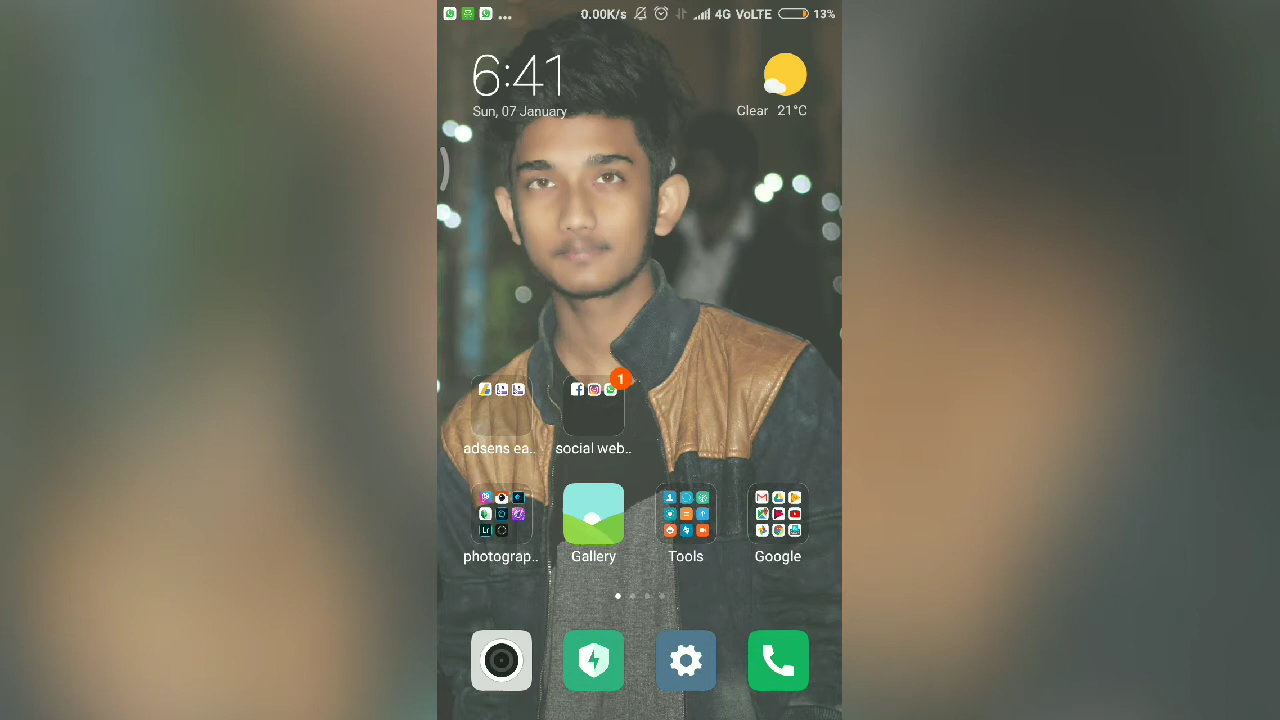 0.00K/s 4G VoLTE 13%
6:41
Sun, 07 January
Clear 21°C
1
adsens ea..
social web..
photograp..
Gallery
Tools
Google